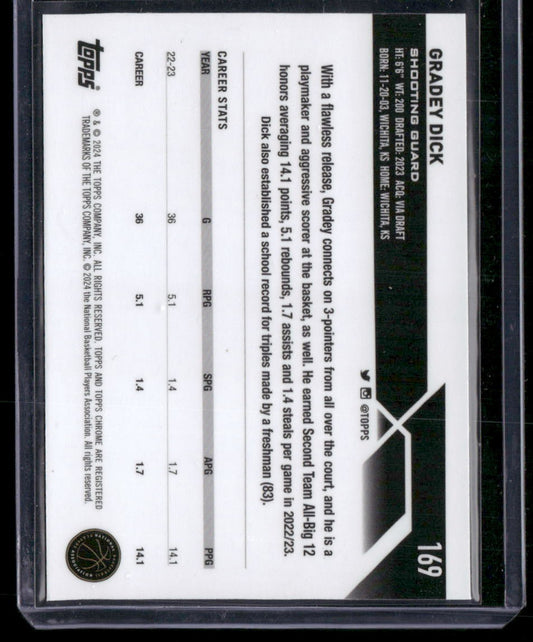 GRADEY DICK
169
SHOOTING GUARD
HT: 6'6" WT: 200 DRAFTED: 2023 ACQ: VIA DRAFT
BORN: 11-20-03, WICHITA, KS HOME: WICHITA, KS
@TOPPS
With a flawless release, Gradey connects on 3-pointers from all over the court, and he is a
playmaker and aggressive scorer at the basket, as well. He earned Second Team All-Big 12
honors averaging 14.1 points, 5.1 rebounds, 1.7 assists and 1.4 steals per game in 2022/23.
Dick also established a school record for triples made by a freshman (83).
CAREER STATS
YEAR G RPG SPG APG PPG
22-23 36 5.1 1.4 1.7 14.1
CAREER 36 5.1 1.4 1.7 14.1
topps
® & © 2024 THE TOPPS COMPANY, INC. ALL RIGHTS RESERVED. TOPPS AND TOPPS CHROME ARE REGISTERED
TRADEMARKS OF THE TOPPS COMPANY, INC. © 2024 the National Basketball Players Association. All rights reserved.